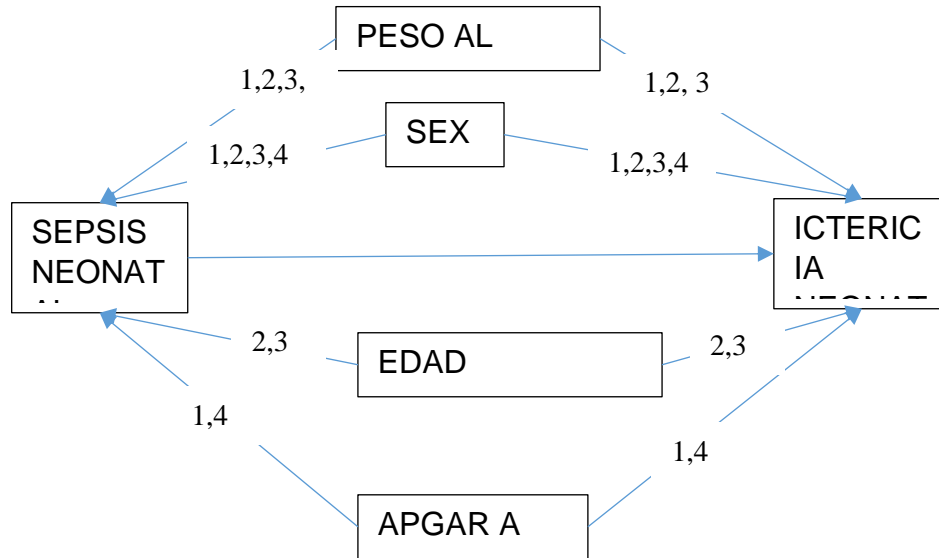 PESO AL
1,2,3,
1,2, 3
SEX
1,2,3,4
1,2,3,4
SEPSIS
NEONAT
ICTERIC
IA
NEONAT
2,3
EDAD
2,3
1,4
1,4
APGAR A